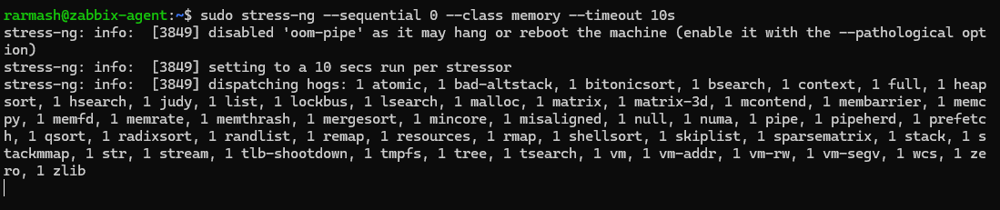 rarmash@zabbix-agent:~$ sudo stress-ng --sequential 0 --class memory --timeout 10s
stress-ng: info:  [3849] disabled 'oom-pipe' as it may hang or reboot the machine (enable it with the --pathological opt
ion)
stress-ng: info:  [3849] setting to a 10 secs run per stressor
stress-ng: info:  [3849] dispatching hogs: 1 atomic, 1 bad-altstack, 1 bitonicsort, 1 bsearch, 1 context, 1 full, 1 heap
sort, 1 hsearch, 1 judy, 1 list, 1 lockbus, 1 lsearch, 1 malloc, 1 matrix, 1 matrix-3d, 1 mcontend, 1 membarrier, 1 memc
py, 1 memfd, 1 memrate, 1 memthrash, 1 mergesort, 1 mincore, 1 misaligned, 1 null, 1 numa, 1 pipe, 1 pipeherd, 1 prefetc
h, 1 qsort, 1 radixsort, 1 randlist, 1 remap, 1 resources, 1 rmap, 1 shellsort, 1 skiplist, 1 sparsematrix, 1 stack, 1 s
tackmmap, 1 str, 1 stream, 1 tlb-shootdown, 1 tmpfs, 1 tree, 1 tsearch, 1 vm, 1 vm-addr, 1 vm-rw, 1 vm-segv, 1 wcs, 1 ze
ro, 1 zlib